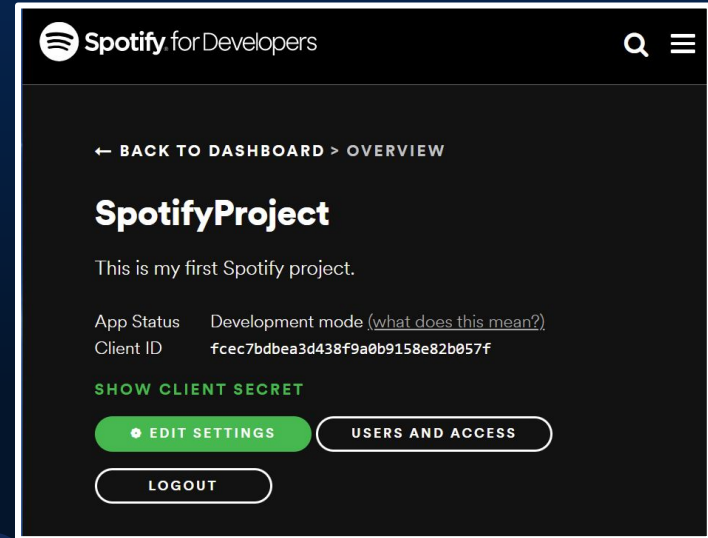 Spotify for Developers
← BACK TO DASHBOARD > OVERVIEW
SpotifyProject
This is my first Spotify project.
App Status Development mode (what does this mean?)
Client ID fcec7bdbea3d438f9a0b9158e82b057f
SHOW CLIENT SECRET
EDIT SETTINGS USERS AND ACCESS
LOGOUT